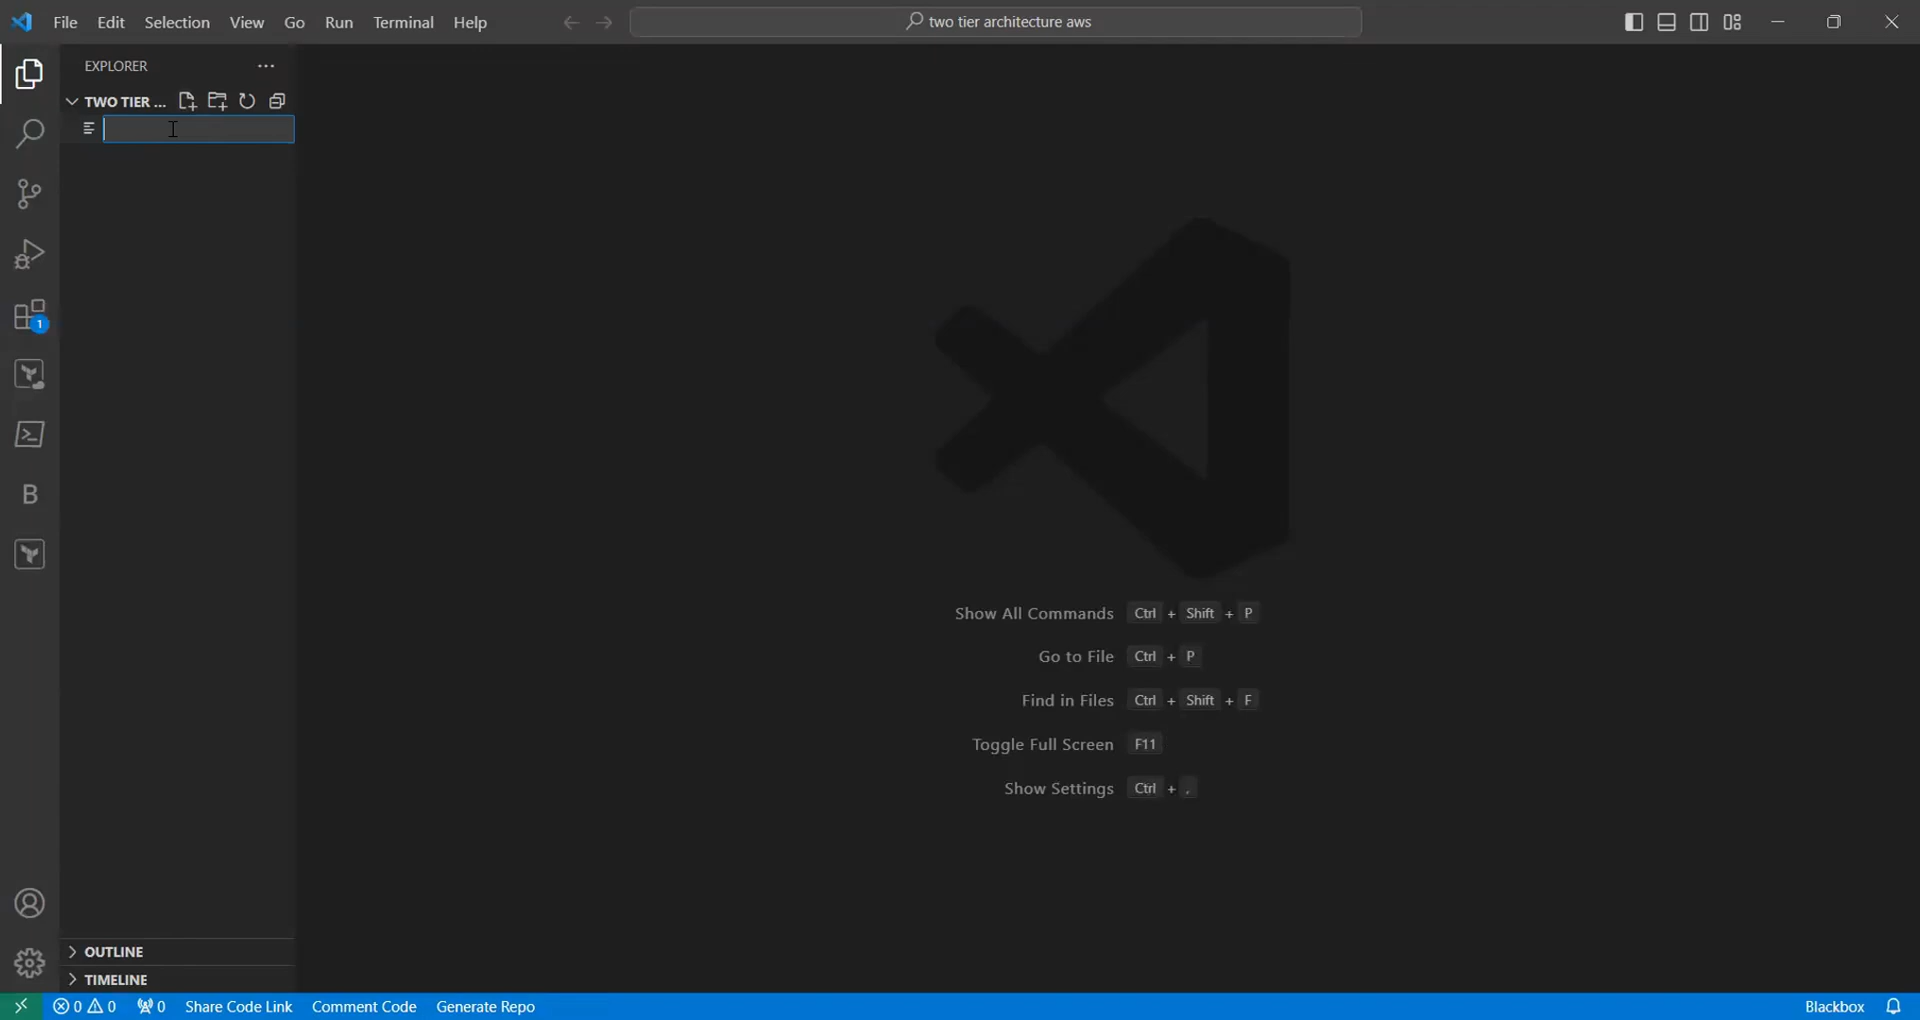 File Edit Selection View Go Run Terminal Help
two tier architecture aws
EXPLORER
TWO TIER ...
1
B
Show All Commands Ctrl + Shift + P
Go to File Ctrl + P
Find in Files Ctrl + Shift + F
Toggle Full Screen F11
Show Settings Ctrl + ,
OUTLINE
TIMELINE
0 0 0 Share Code Link Comment Code Generate Repo Blackbox